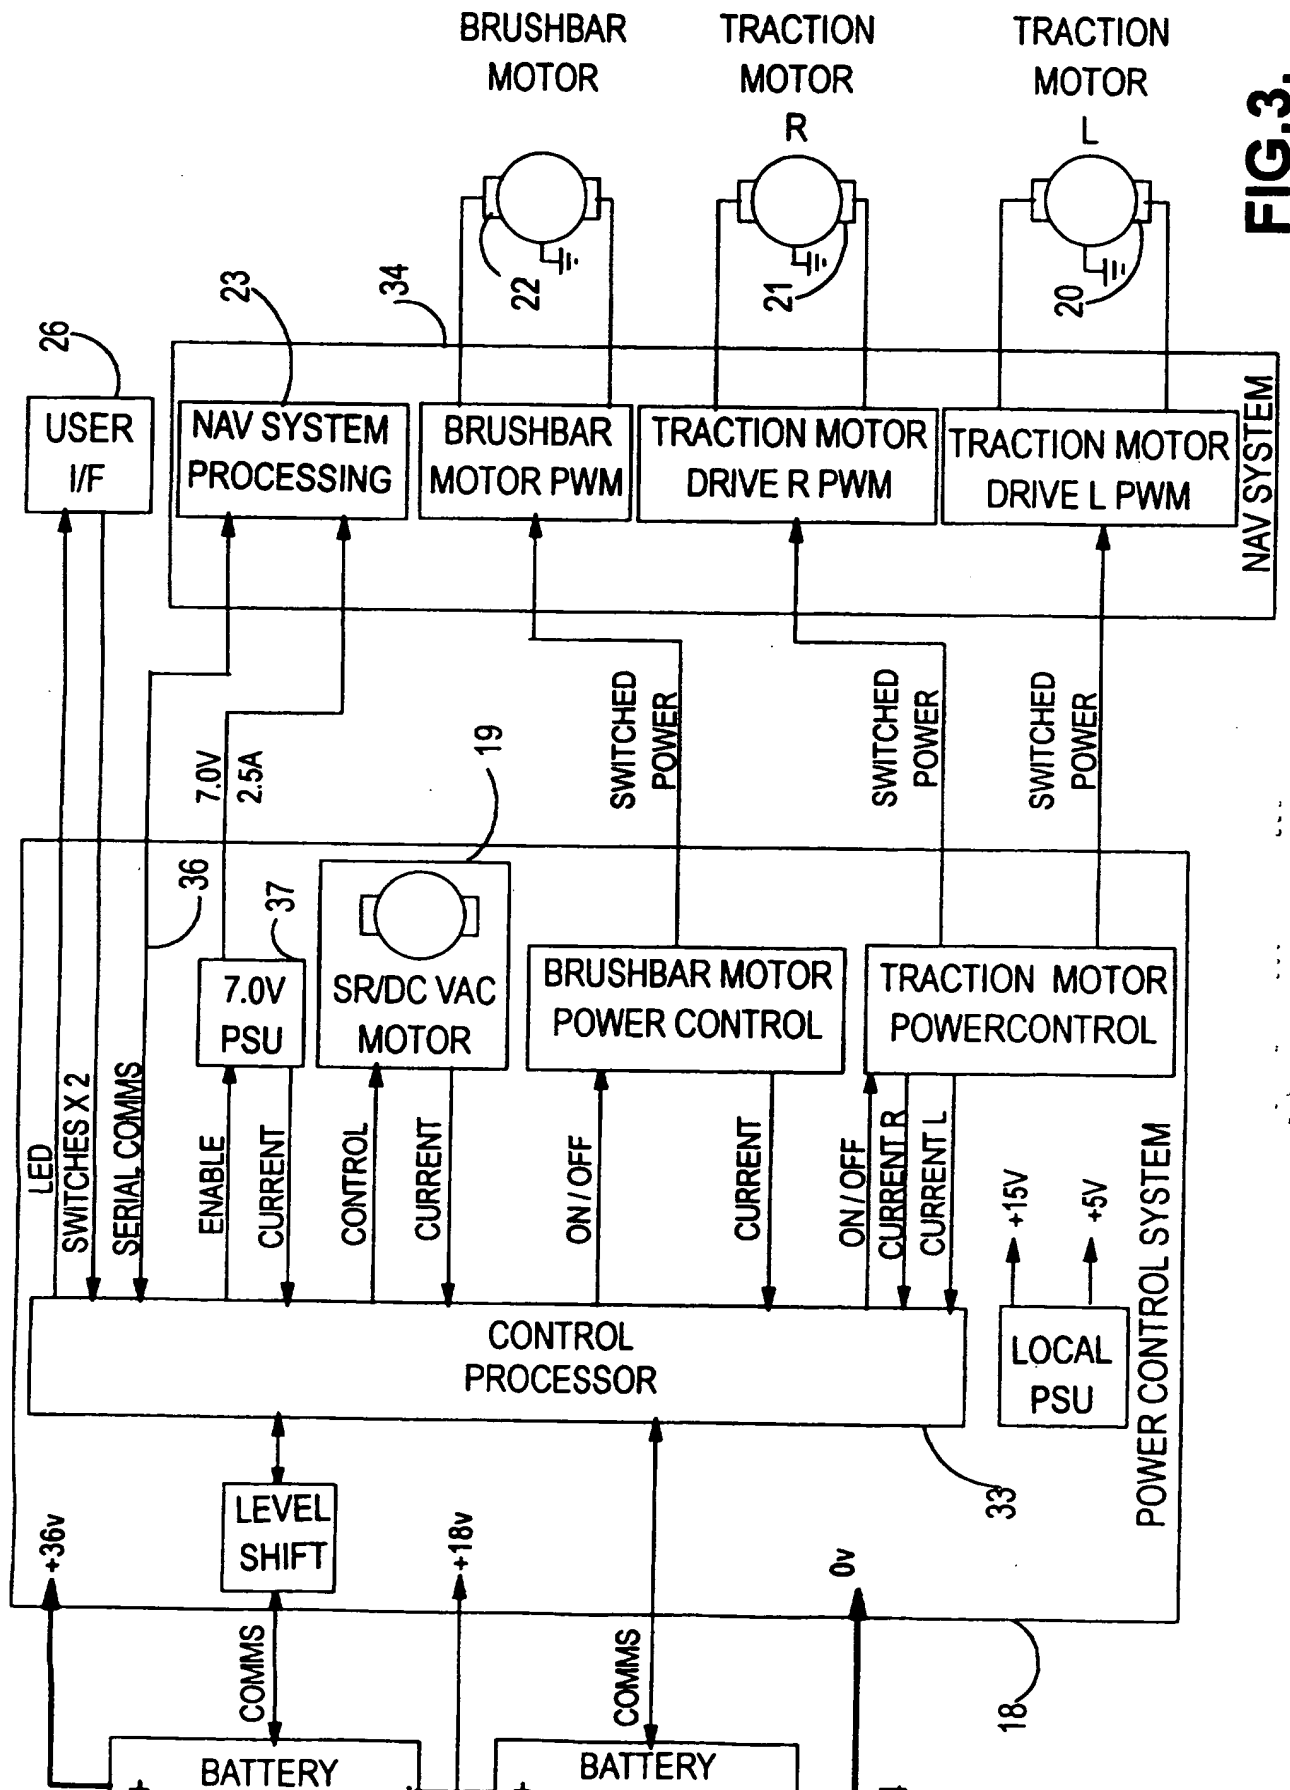 BRUSHBAR
MOTOR
TRACTION
MOTOR
R
TRACTION
MOTOR
L
FIG.3.
22
21
20
26
23
34
USER
I/F
NAV SYSTEM
PROCESSING
BRUSHBAR
MOTOR PWM
TRACTION MOTOR
DRIVE R PWM
TRACTION MOTOR
DRIVE L PWM
NAV SYSTEM
7.0V
2.5A
19
SWITCHED
POWER
SWITCHED
POWER
SWITCHED
POWER
36
37
7.0V
PSU
SR/DC VAC
MOTOR
BRUSHBAR MOTOR
POWER CONTROL
TRACTION MOTOR
POWERCONTROL
LED
SWITCHES X 2
SERIAL COMMS
ENABLE
CURRENT
CONTROL
CURRENT
ON / OFF
CURRENT
ON / OFF
CURRENT R
CURRENT L
+15V
+5V
CONTROL
PROCESSOR
LOCAL
PSU
POWER CONTROL SYSTEM
33
LEVEL
SHIFT
+36v
+18v
0v
COMMS
COMMS
18
BATTERY
BATTERY
+
+